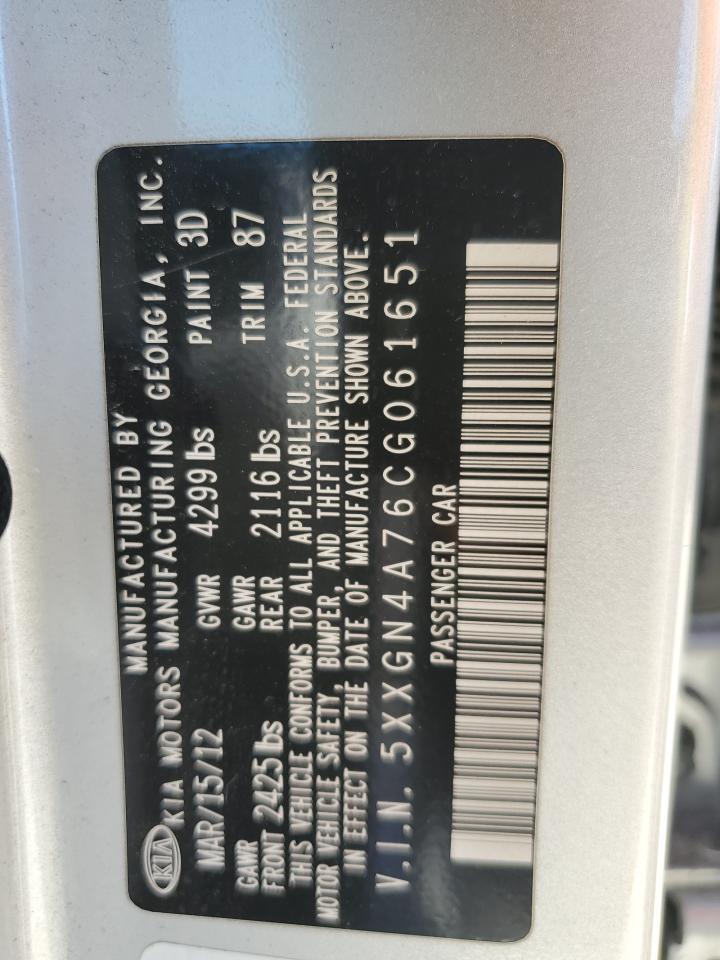 MANUFACTURED BY
KIA KIA MOTORS MANUFACTURING GEORGIA, INC.
MAR/15/12 GVWR 4299 lbs PAINT 3D
GAWR FRONT 2425 lbs GAWR REAR 2116 lbs TRIM 87
THIS VEHICLE CONFORMS TO ALL APPLICABLE U.S.A. FEDERAL
MOTOR VEHICLE SAFETY, BUMPER, AND THEFT PREVENTION STANDARDS
IN EFFECT ON THE DATE OF MANUFACTURE SHOWN ABOVE.
V.I.N. 5XXGN4A76CG061651
PASSENGER CAR